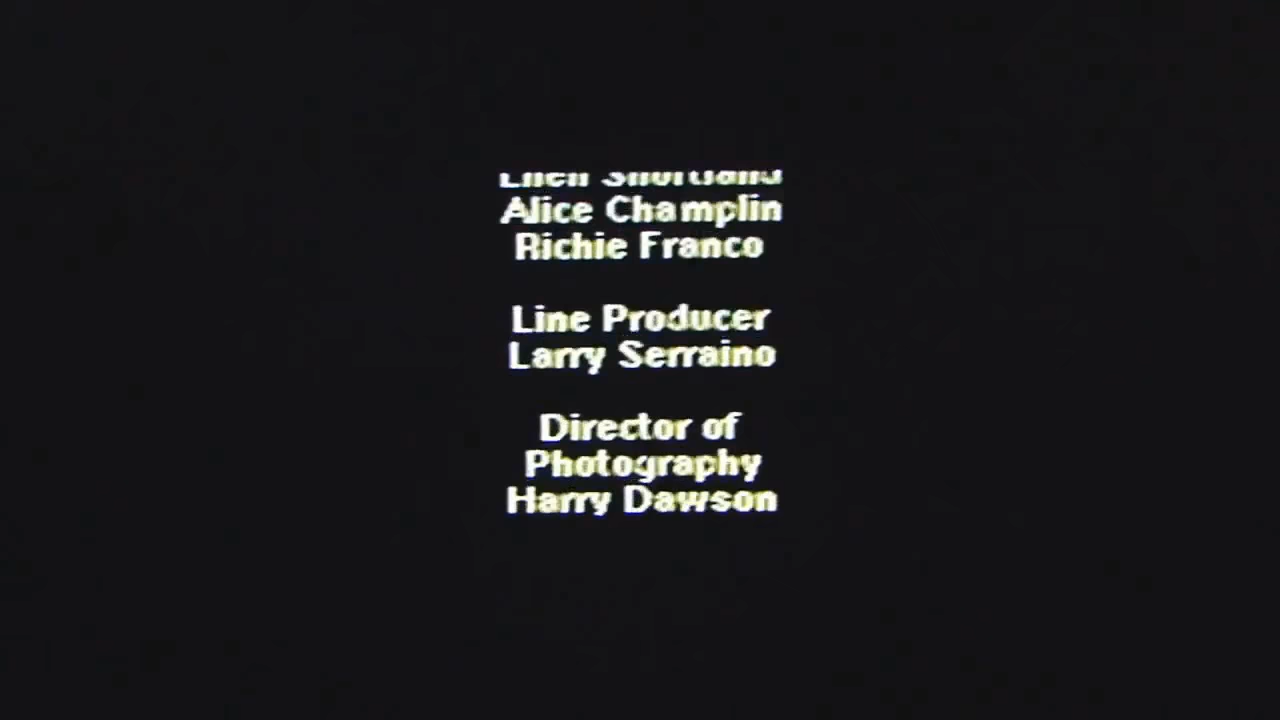 Alice Champlin
Richie Franco
Line Producer
Larry Serraino
Director of
Photography
Harry Dawson